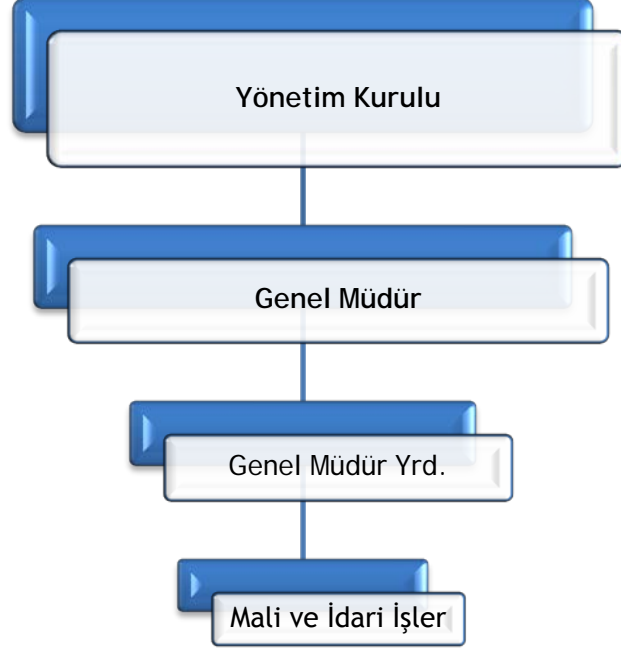 Yönetim Kurulu
Genel Müdür
Genel Müdür Yrd.
Mali ve İdari İşler